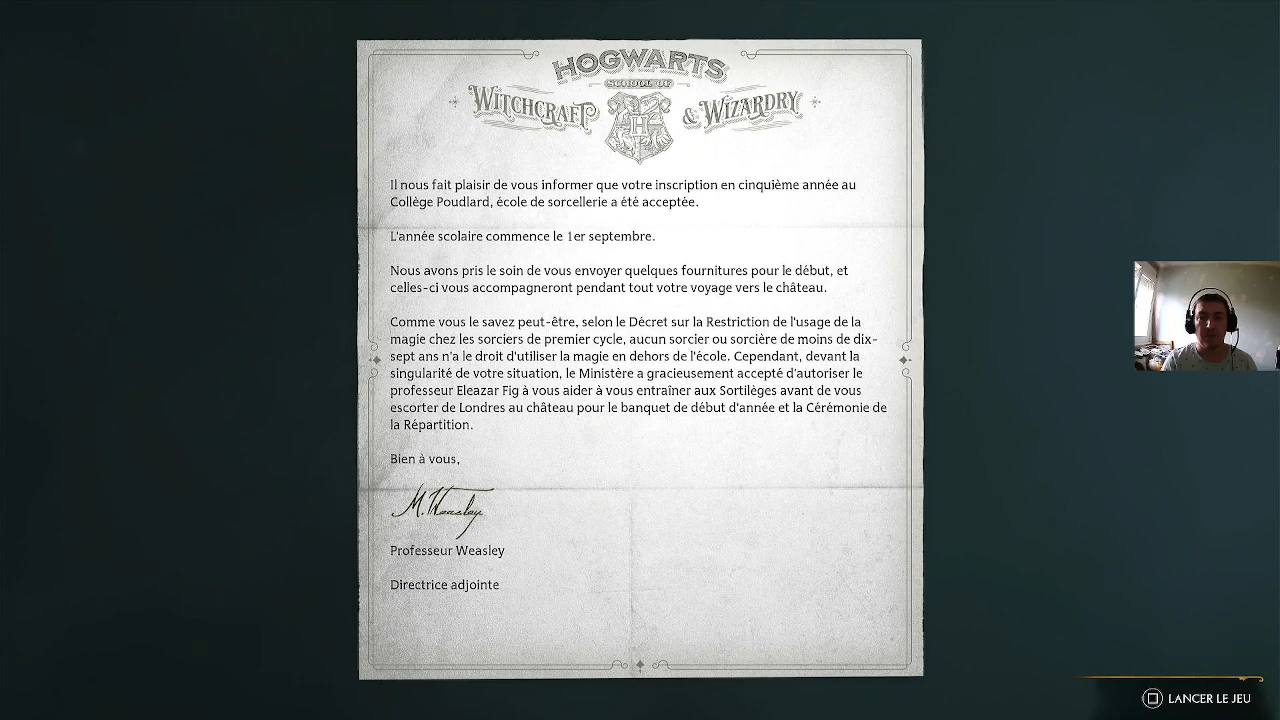 HOGWARTS
SCHOOL OF
WITCHCRAFT & WIZARDRY
H
Il nous fait plaisir de vous informer que votre inscription en cinquième année au
Collège Poudlard, école de sorcellerie a été acceptée.
L'année scolaire commence le 1er septembre.
Nous avons pris le soin de vous envoyer quelques fournitures pour le début, et
celles-ci vous accompagneront pendant tout votre voyage vers le château.
Comme vous le savez peut-être, selon le Décret sur la Restriction de l'usage de la
magie chez les sorciers de premier cycle, aucun sorcier ou sorcière de moins de dix-
sept ans n'a le droit d'utiliser la magie en dehors de l'école. Cependant, devant la
singularité de votre situation, le Ministère a gracieusement accepté d'autoriser le
professeur Eleazar Fig à vous aider à vous entraîner aux Sortilèges avant de vous
escorter de Londres au château pour le banquet de début d'année et la Cérémonie de
la Répartition.
Bien à vous,
M. Weasley
Professeur Weasley
Directrice adjointe
LANCER LE JEU